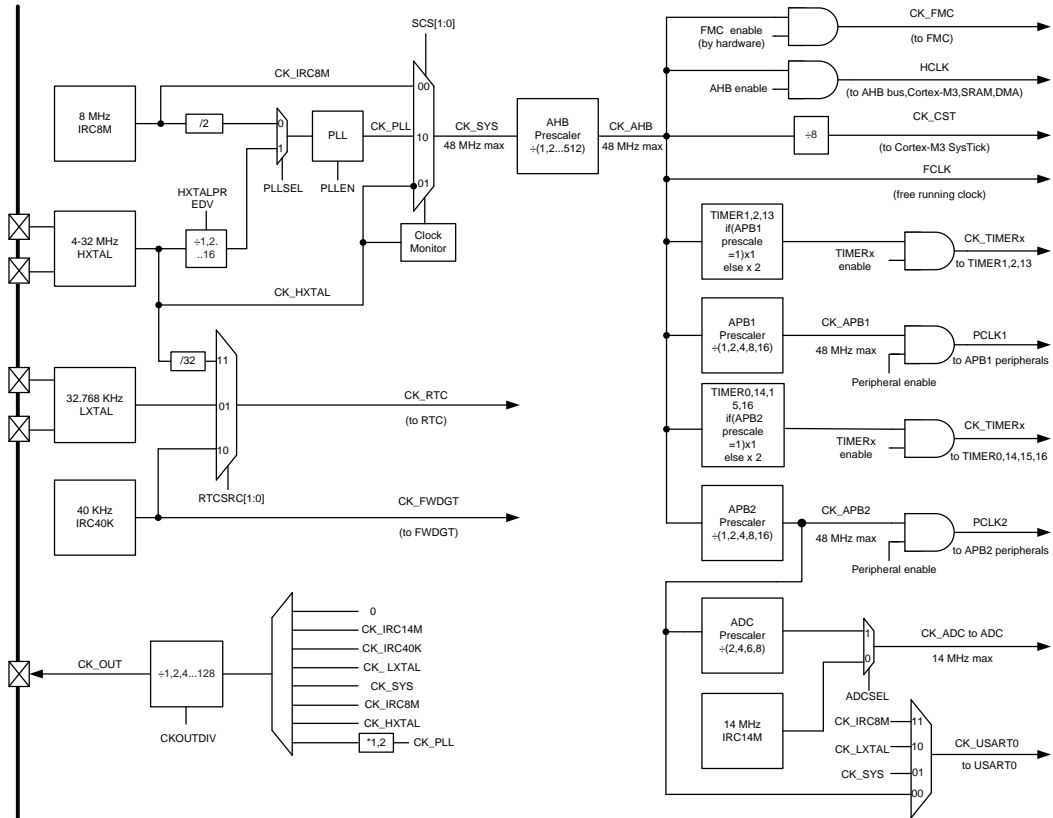 SCS[1:0]
CK_IRC8M
8 MHz
IRC8M
/2
0
1
PLLSEL
PLL
PLLEN
CK_PLL
00
10
01
CK_SYS
48 MHz max
AHB
Prescaler
÷(1,2...512)
CK_AHB
48 MHz max
HXTALPR
EDV
÷1,2.
..16
4-32 MHz
HXTAL
Clock
Monitor
CK_HXTAL
/32
11
01
10
32.768 KHz
LXTAL
CK_RTC
(to RTC)
RTCSRC[1:0]
40 KHz
IRC40K
CK_FWDGT
(to FWDGT)
CK_OUT
÷1,2,4...128
CKOUTDIV
0
CK_IRC14M
CK_IRC40K
CK_LXTAL
CK_SYS
CK_IRC8M
CK_HXTAL
*1,2
CK_PLL
FMC enable
(by hardware)
CK_FMC
(to FMC)
AHB enable
HCLK
(to AHB bus,Cortex-M3,SRAM,DMA)
÷8
CK_CST
(to Cortex-M3 SysTick)
FCLK
(free running clock)
TIMER1,2,13
if(APB1
prescale
=1)x1
else x 2
TIMERx
enable
CK_TIMERx
to TIMER1,2,13
APB1
Prescaler
÷(1,2,4,8,16)
CK_APB1
48 MHz max
Peripheral enable
PCLK1
to APB1 peripherals
TIMER0,14,1
5,16
if(APB2
prescale
=1)x1
else x 2
TIMERx
enable
CK_TIMERx
to TIMER0,14,15,16
APB2
Prescaler
÷(1,2,4,8,16)
CK_APB2
48 MHz max
Peripheral enable
PCLK2
to APB2 peripherals
ADC
Prescaler
÷(2,4,6,8)
1
0
ADCSEL
CK_ADC to ADC
14 MHz max
14 MHz
IRC14M
CK_IRC8M
11
CK_LXTAL
10
CK_SYS
01
00
CK_USART0
to USART0